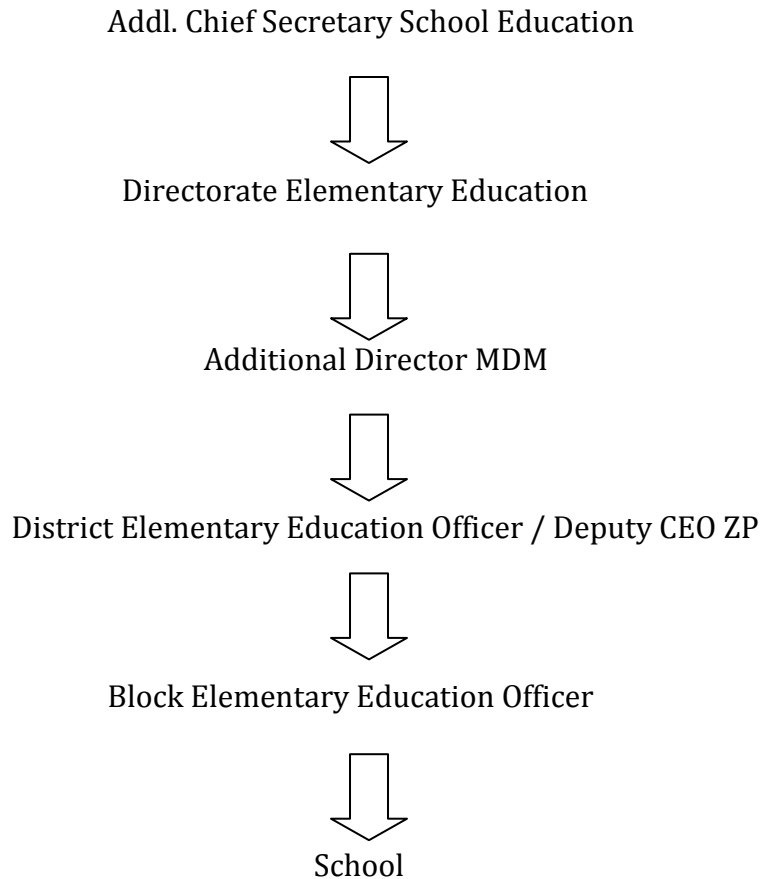 Addl. Chief Secretary School Education
Directorate Elementary Education
Additional Director MDM
District Elementary Education Officer / Deputy CEO ZP
Block Elementary Education Officer
School